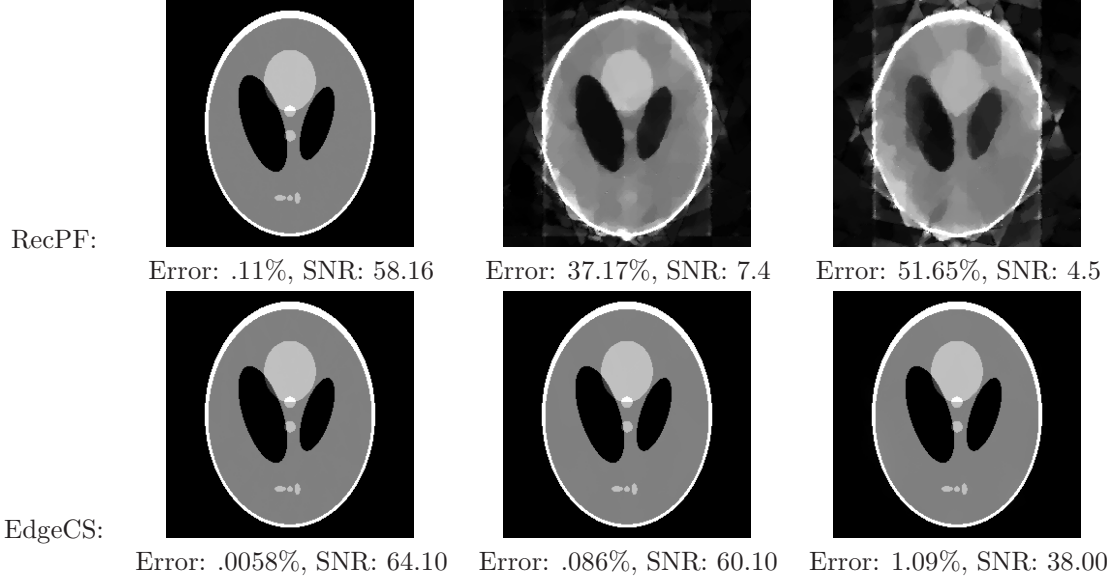 RecPF:
Error: .11%, SNR: 58.16
Error: 37.17%, SNR: 7.4
Error: 51.65%, SNR: 4.5
EdgeCS:
Error: .0058%, SNR: 64.10
Error: .086%, SNR: 60.10
Error: 1.09%, SNR: 38.00